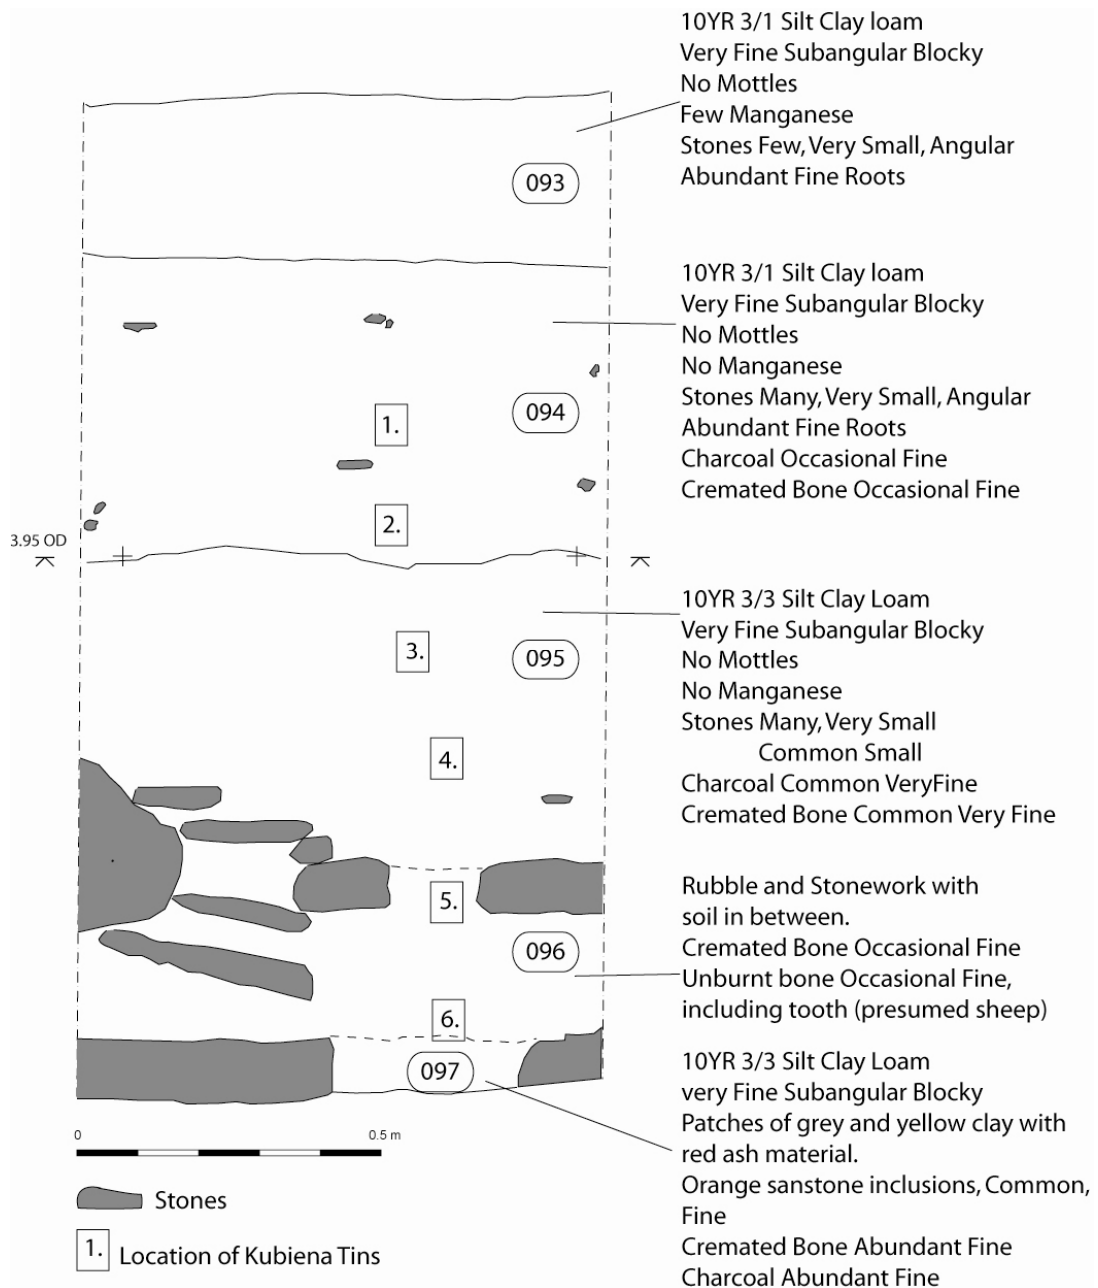 10YR 3/1 Silt Clay loam
Very Fine Subangular Blocky
No Mottles
Few Manganese
Stones Few, Very Small, Angular
Abundant Fine Roots
093
10YR 3/1 Silt Clay loam
Very Fine Subangular Blocky
No Mottles
No Manganese
Stones Many, Very Small, Angular
Abundant Fine Roots
Charcoal Occasional Fine
Cremated Bone Occasional Fine
094
1.
2.
3.95 OD
10YR 3/3 Silt Clay Loam
Very Fine Subangular Blocky
No Mottles
No Manganese
Stones Many, Very Small
Common Small
Charcoal Common VeryFine
Cremated Bone Common Very Fine
3.
095
4.
5.
Rubble and Stonework with
soil in between.
Cremated Bone Occasional Fine
Unburnt bone Occasional Fine,
including tooth (presumed sheep)
096
6.
097
10YR 3/3 Silt Clay Loam
very Fine Subangular Blocky
Patches of grey and yellow clay with
red ash material.
Orange sanstone inclusions, Common,
Fine
Cremated Bone Abundant Fine
Charcoal Abundant Fine
0 0.5 m
Stones
1. Location of Kubiena Tins